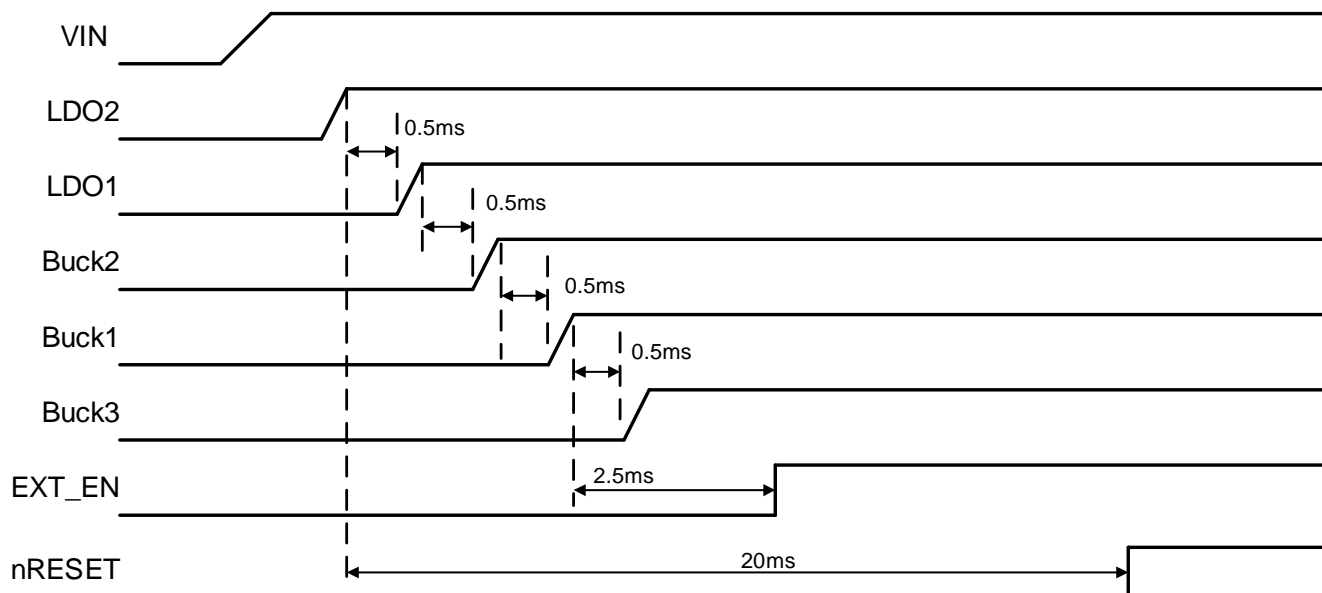 VIN
LDO2
0.5ms
LDO1
0.5ms
Buck2
0.5ms
Buck1
0.5ms
Buck3
EXT_EN
2.5ms
nRESET
20ms